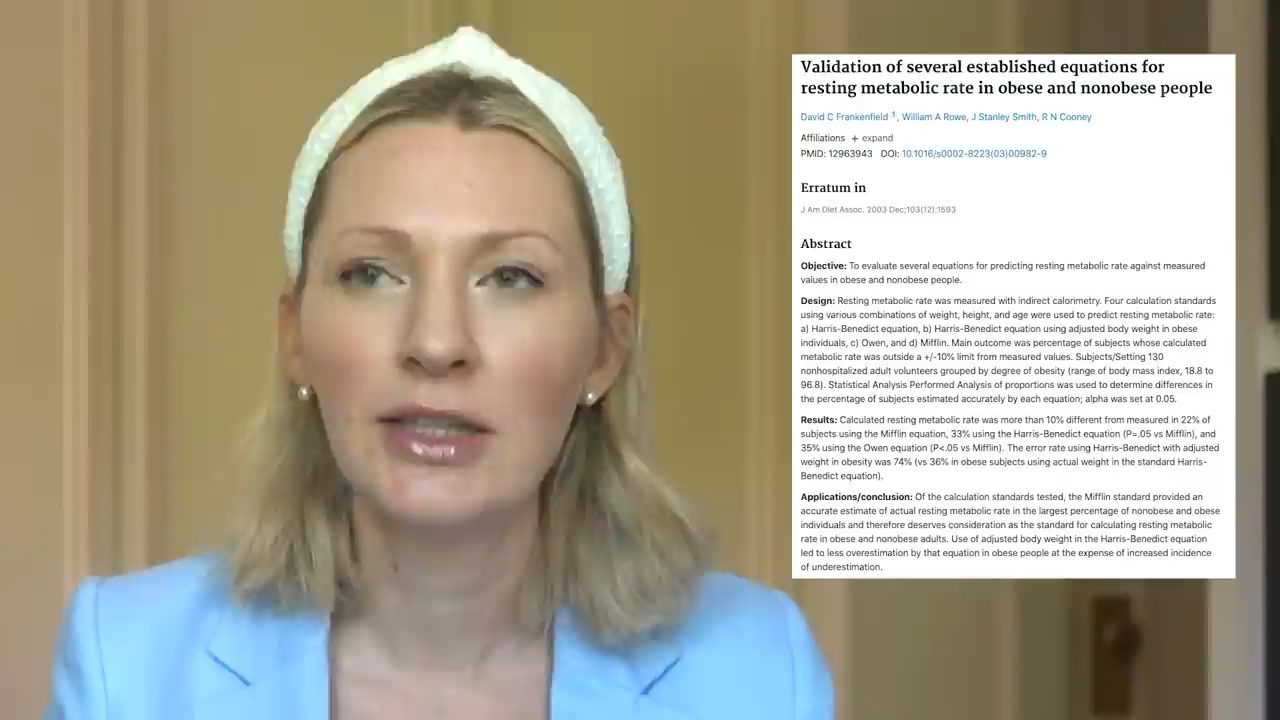 Validation of several established equations for
resting metabolic rate in obese and nonobese people
David C Frankenfield 1, William A Rowe, J Stanley Smith, R N Cooney
Affiliations + expand
PMID: 12963943 DOI: 10.1016/s0002-8223(03)00982-9
Erratum in
J Am Diet Assoc. 2003 Dec;103(12):1593
Abstract
Objective: To evaluate several equations for predicting resting metabolic rate against measured
values in obese and nonobese people.
Design: Resting metabolic rate was measured with indirect calorimetry. Four calculation standards
using various combinations of weight, height, and age were used to predict resting metabolic rate:
a) Harris-Benedict equation, b) Harris-Benedict equation using adjusted body weight in obese
individuals, c) Owen, and d) Mifflin. Main outcome was percentage of subjects whose calculated
metabolic rate was outside a +/-10% limit from measured values. Subjects/Setting 130
nonhospitalized adult volunteers grouped by degree of obesity (range of body mass index, 18.8 to
96.8). Statistical Analysis Performed Analysis of proportions was used to determine differences in
the percentage of subjects estimated accurately by each equation; alpha was set at 0.05.
Results: Calculated resting metabolic rate was more than 10% different from measured in 22% of
subjects using the Mifflin equation, 33% using the Harris-Benedict equation (P=.05 vs Mifflin), and
35% using the Owen equation (P<.05 vs Mifflin). The error rate using Harris-Benedict with adjusted
weight in obesity was 74% (vs 36% in obese subjects using actual weight in the standard Harris-
Benedict equation).
Applications/conclusion: Of the calculation standards tested, the Mifflin standard provided an
accurate estimate of actual resting metabolic rate in the largest percentage of nonobese and obese
individuals and therefore deserves consideration as the standard for calculating resting metabolic
rate in obese and nonobese adults. Use of adjusted body weight in the Harris-Benedict equation
led to less overestimation by that equation in obese people at the expense of increased incidence
of underestimation.